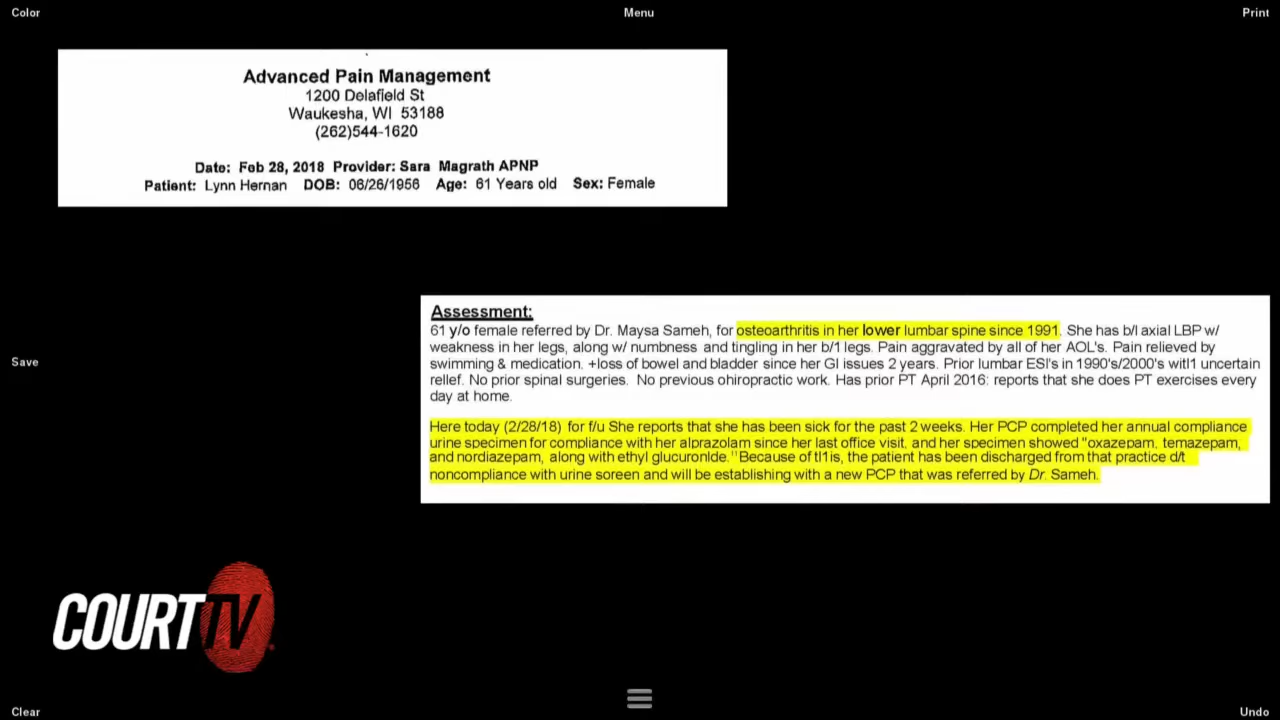 Color
Menu
Print
Advanced Pain Management
1200 Delafield St
Waukesha, WI 53188
(262)544-1620
Date: Feb 28, 2018 Provider: Sara Magrath APNP
Patient: Lynn Hernan DOB: 06/26/1956 Age: 61 Years old Sex: Female
Assessment:
61 y/o female referred by Dr. Maysa Sameh, for osteoarthritis in her lower lumbar spine since 1991. She has b/l axial LBP w/
weakness in her legs, along w/ numbness and tingling in her b/1 legs. Pain aggravated by all of her AOL's. Pain relieved by
swimming & medication. +loss of bowel and bladder since her GI issues 2 years. Prior lumbar ESI's in 1990's/2000's witl1 uncertain
rellef. No prior spinal surgeries. No previous ohiropractic work. Has prior PT April 2016: reports that she does PT exercises every
day at home.
Here today (2/28/18) for f/u She reports that she has been sick for the past 2 weeks. Her PCP completed her annual compliance
urine specimen for compliance with her alprazolam since her last office visit, and her specimen showed "oxazepam, temazepam,
and nordiazepam, along with ethyl glucuronlde." Because of tl1is, the patient has been discharged from that practice d/t
noncompliance with urine soreen and will be establishing with a new PCP that was referred by Dr. Sameh.
Save
COURT TV
Clear
Undo